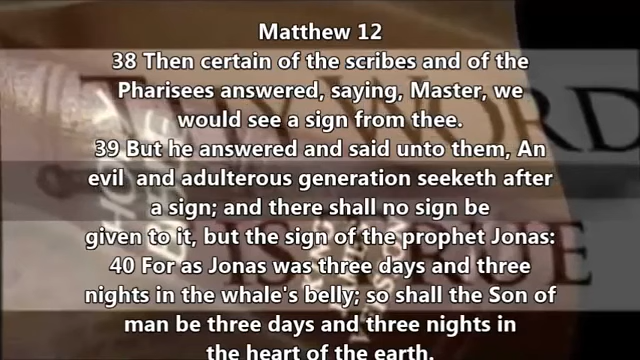 Matthew 12
38 Then certain of the scribes and of the
Pharisees answered, saying, Master, we
would see a sign from thee.
39 But he answered and said unto them, An
evil and adulterous generation seeketh after
a sign; and there shall no sign be
given to it, but the sign of the prophet Jonas:
40 For as Jonas was three days and three
nights in the whale's belly; so shall the Son of
man be three days and three nights in
the heart of the earth.
THY WORD
TRUE
HOLY